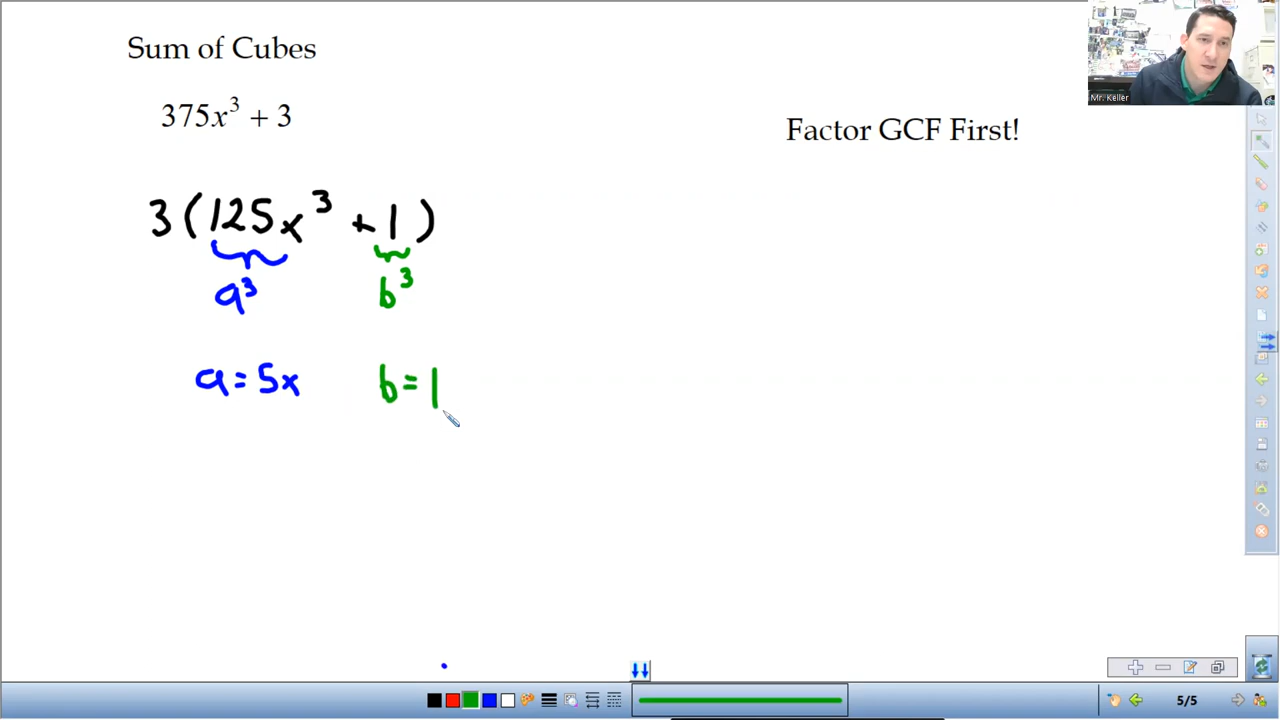 Sum of Cubes
375x³ + 3
Factor GCF First!
3(125x³ + 1)
a³ b³
a = 5x b = 1
Mr. Keller
5/5